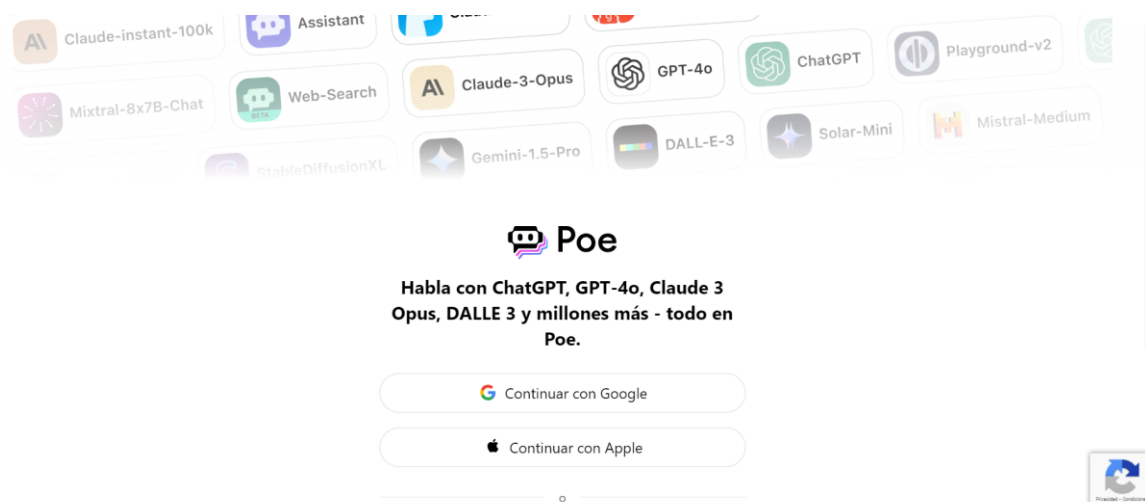 Claude-instant-100k
Assistant
Claude-3-Opus
GPT-4o
ChatGPT
Playground-v2
Mixtral-8x7B-Chat
Web-Search
BETA
StableDiffusionXL
Gemini-1.5-Pro
DALL-E-3
Solar-Mini
Mistral-Medium
Poe
Habla con ChatGPT, GPT-4o, Claude 3
Opus, DALLE 3 y millones más - todo en
Poe.
Continuar con Google
Continuar con Apple
o